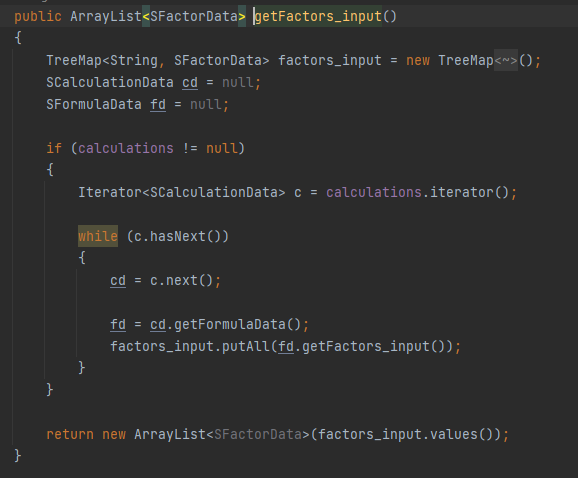 public ArrayList<SFactorData> getFactors_input()
{
    TreeMap<String, SFactorData> factors_input = new TreeMap<~>();
    SCalculationData cd = null;
    SFormulaData fd = null;

    if (calculations != null)
    {
        Iterator<SCalculationData> c = calculations.iterator();

        while (c.hasNext())
        {
            cd = c.next();

            fd = cd.getFormulaData();
            factors_input.putAll(fd.getFactors_input());
        }
    }

    return new ArrayList<SFactorData>(factors_input.values());
}